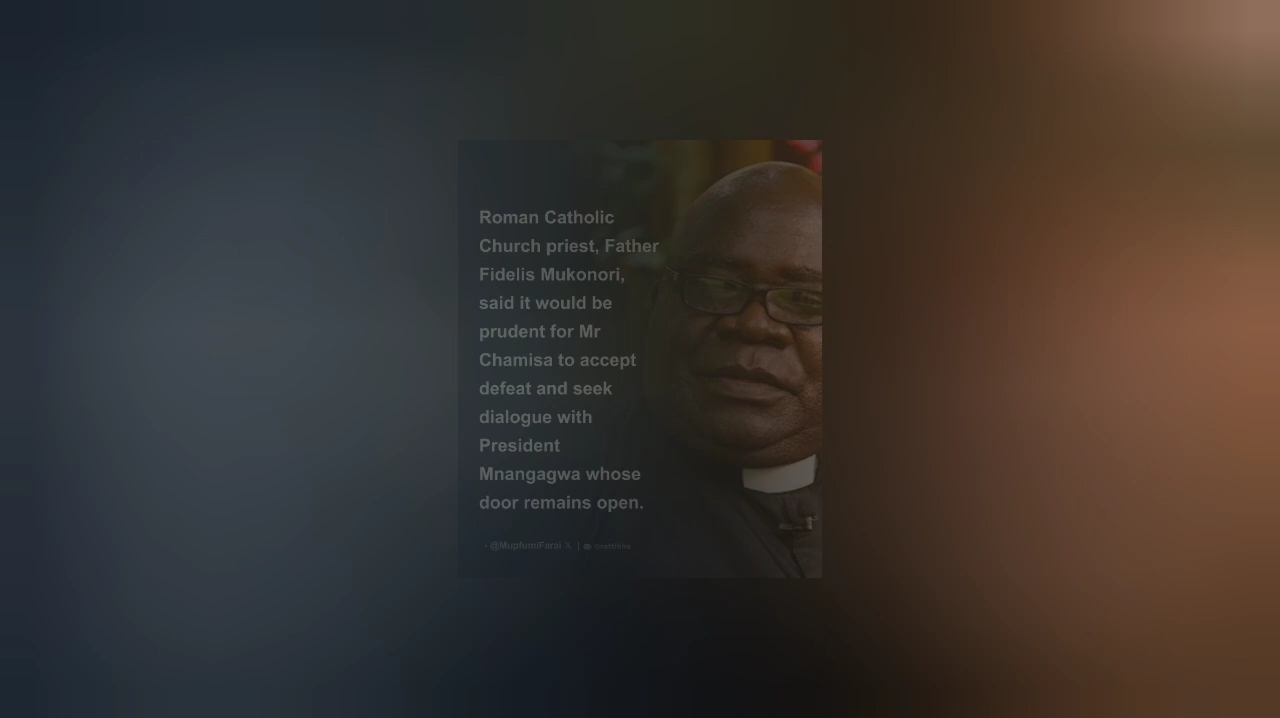 Roman Catholic
Church priest, Father
Fidelis Mukonori,
said it would be
prudent for Mr
Chamisa to accept
defeat and seek
dialogue with
President
Mnangagwa whose
door remains open.
- @MupfumiFarai X |